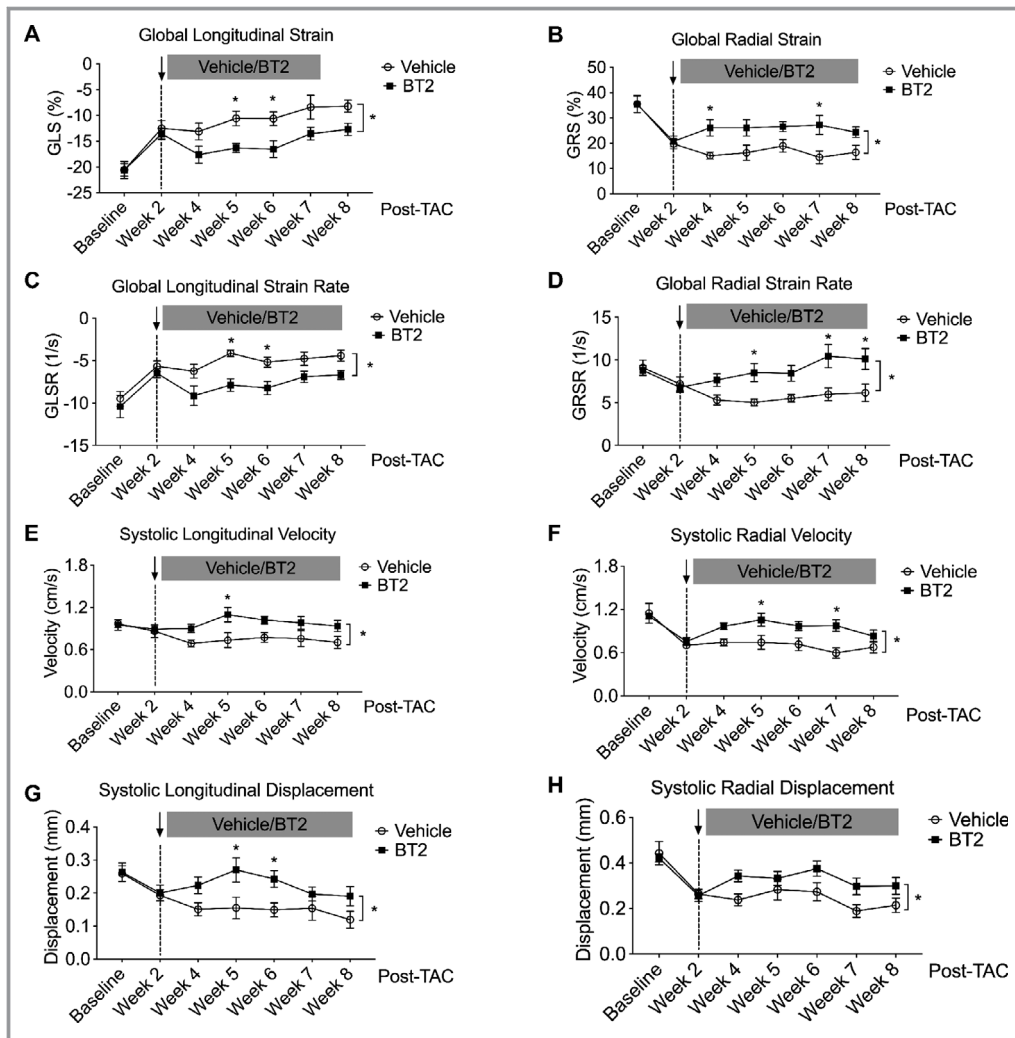 A
Global Longitudinal Strain
Vehicle/BT2
Vehicle
BT2
GLS (%)
0
-5
-10
-15
-20
-25
* *
*
Baseline
Week 2
Week 4
Week 5
Week 6
Week 7
Week 8
Post-TAC
B
Global Radial Strain
Vehicle/BT2
Vehicle
BT2
GRS (%)
50
40
30
20
10
0
* *
*
Baseline
Week 2
Week 4
Week 5
Week 6
Week 7
Week 8
Post-TAC
C
Global Longitudinal Strain Rate
Vehicle/BT2
Vehicle
BT2
GLSR (1/s)
0
-5
-10
-15
* *
*
Baseline
Week 2
Week 4
Week 5
Week 6
Week 7
Week 8
Post-TAC
D
Global Radial Strain Rate
Vehicle/BT2
Vehicle
BT2
GRSR (1/s)
15
10
5
0
* * *
*
Baseline
Week 2
Week 4
Week 5
Week 6
Week 7
Week 8
Post-TAC
E
Systolic Longitudinal Velocity
Vehicle/BT2
Vehicle
BT2
Velocity (cm/s)
1.8
1.2
0.6
0.0
*
*
Baseline
Week 2
Week 4
Week 5
Week 6
Week 7
Week 8
Post-TAC
F
Systolic Radial Velocity
Vehicle/BT2
Vehicle
BT2
Velocity (cm/s)
1.8
1.2
0.6
0.0
* *
*
Baseline
Week 2
Week 4
Week 5
Week 6
Week 7
Week 8
Post-TAC
G
Systolic Longitudinal Displacement
Vehicle/BT2
Vehicle
BT2
Displacement (mm)
0.4
0.3
0.2
0.1
0.0
* *
*
Baseline
Week 2
Week 4
Week 5
Week 6
Week 7
Week 8
Post-TAC
H
Systolic Radial Displacement
Vehicle/BT2
Vehicle
BT2
Displacement (mm)
0.6
0.4
0.2
0.0
*
Baseline
Week 2
Week 4
Week 5
Week 6
Week 7
Week 8
Post-TAC